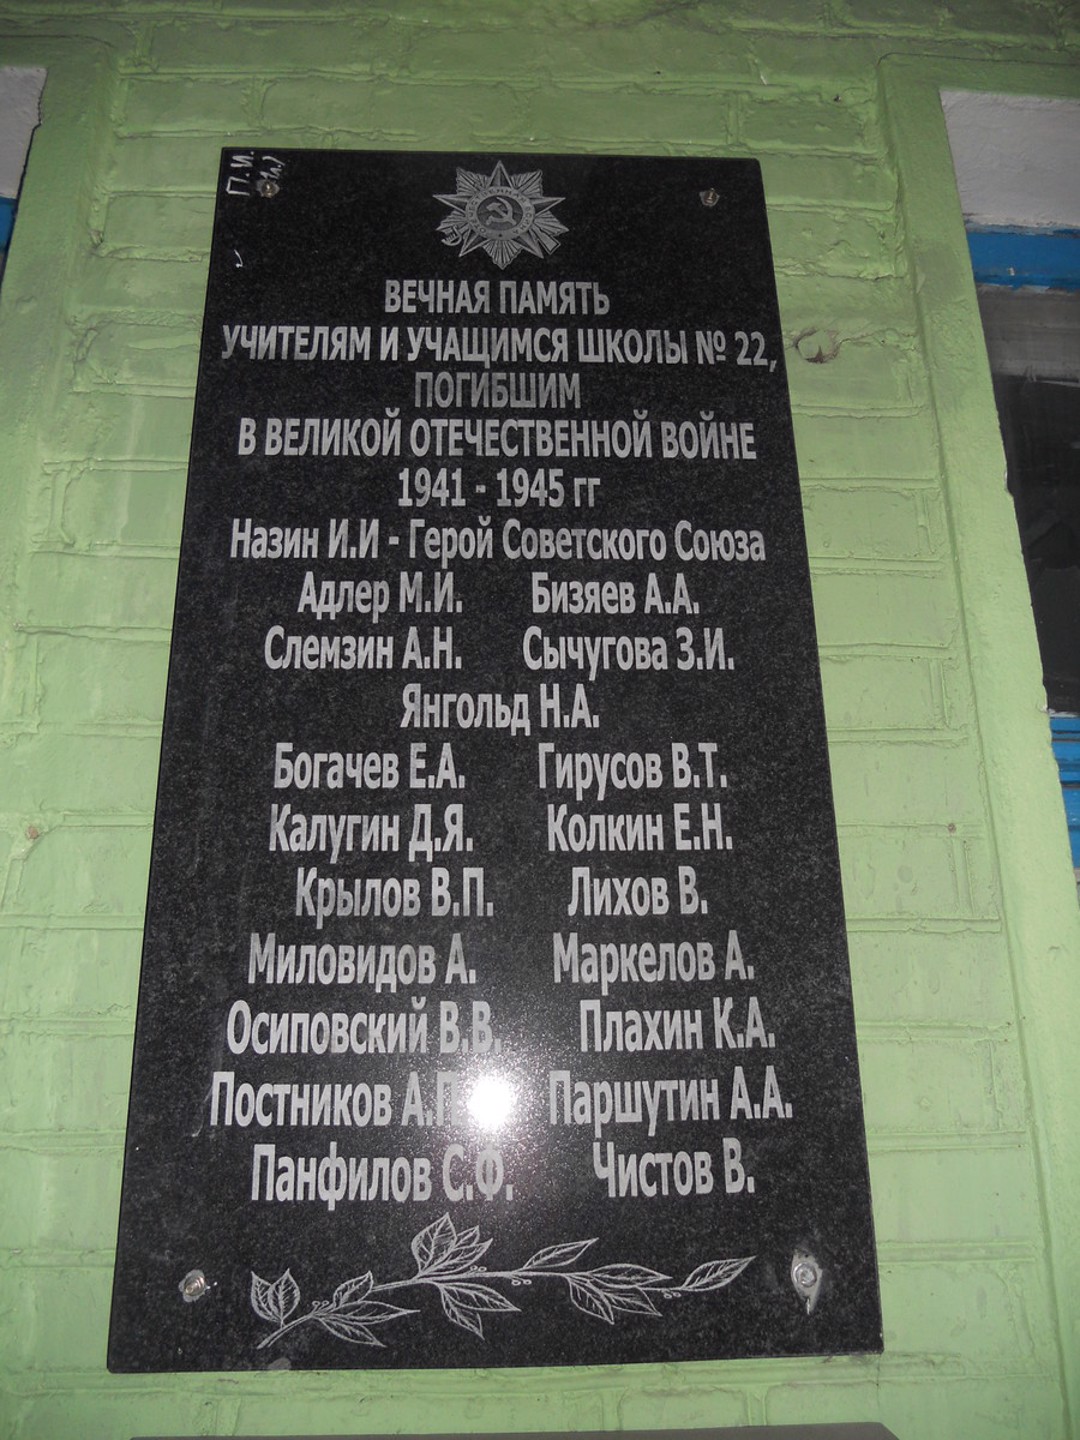 П.И.
ВЕЧНАЯ ПАМЯТЬ
УЧИТЕЛЯМ И УЧАЩИМСЯ ШКОЛЫ № 22,
ПОГИБШИМ
В ВЕЛИКОЙ ОТЕЧЕСТВЕННОЙ ВОЙНЕ
1941 - 1945 гг
Назин И.И - Герой Советского Союза
Адлер М.И. Бизяев А.А.
Слемзин А.Н. Сычугова З.И.
Янгольд Н.А.
Богачев Е.А. Гирусов В.Т.
Калугин Д.Я. Колкин Е.Н.
Крылов В.П. Лихов В.
Миловидов А. Маркелов А.
Осиповский В.В. Плахин К.А.
Постников А.П Паршутин А.А.
Панфилов С.Ф. Чистов В.